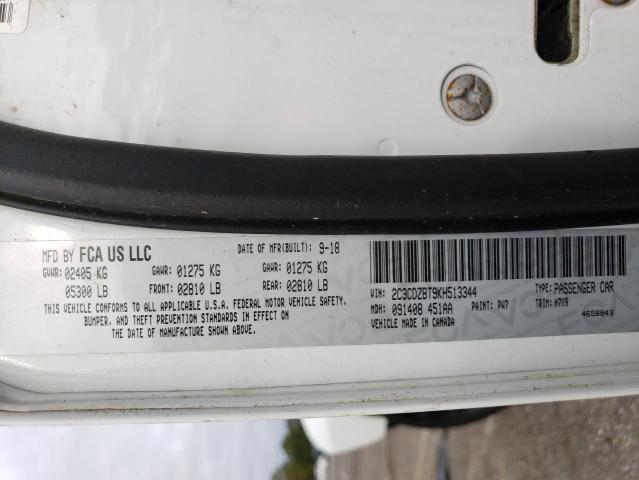 MFD BY FCA US LLC
DATE OF MFR(BUILT): 9-18
GVWR: 02405 KG GAWR: 01275 KG GAWR: 01275 KG
05300 LB FRONT: 02810 LB REAR: 02810 LB
THIS VEHICLE CONFORMS TO ALL APPLICABLE U.S.A. FEDERAL MOTOR VEHICLE SAFETY,
BUMPER, AND THEFT PREVENTION STANDARDS IN EFFECT ON
THE DATE OF MANUFACTURE SHOWN ABOVE.
VIN: 2C3CDZBT9KH513344 TYPE: PASSENGER CAR
MDH: 091408 451AA PAINT: PW7 TRIM: H7X9
VEHICLE MADE IN CANADA
4658843